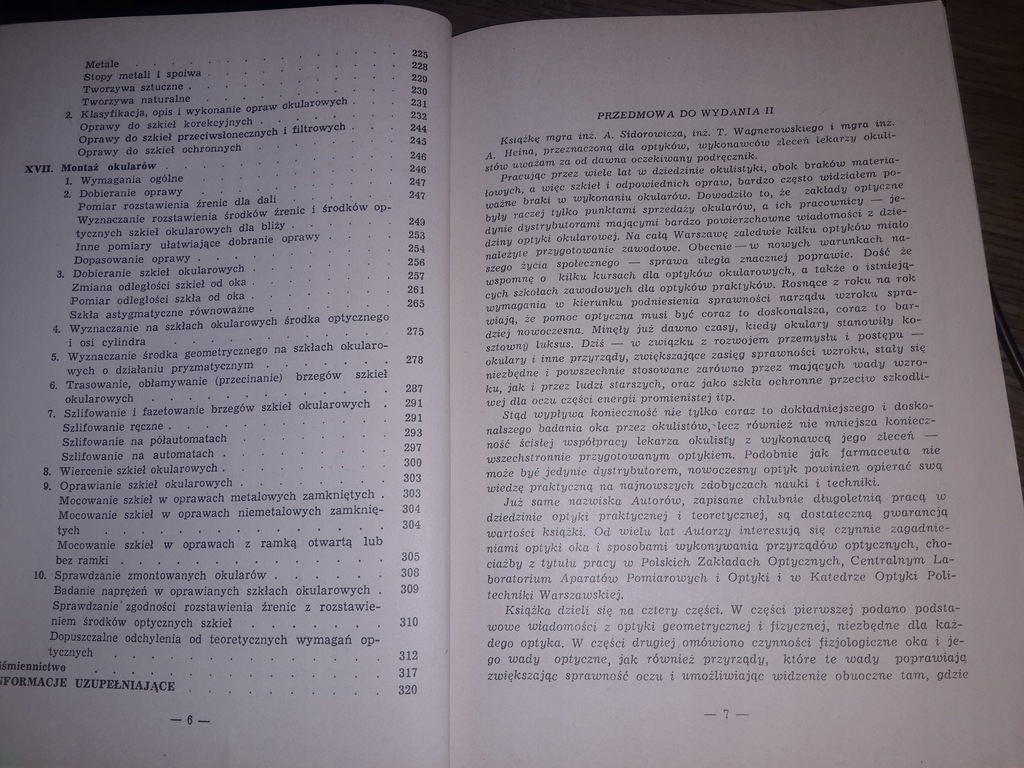 Metale . . . . . . . . . . 225
Stopy metali i spoiwa . . . . . . . . 228
Tworzywa sztuczne . . . . . . . . . 229
Tworzywa naturalne . . . . . . . . 230
2. Klasyfikacja, opis i wykonanie opraw okularowych . . . 231
Oprawy do szkieł korekcyjnych . . . . . . 232
Oprawy do szkieł przeciwsłonecznych i filtrowych . . . 244
Oprawy do szkieł ochronnych . . . . . . 245
XVII. Montaż okularów . . . . . . . . . 246
1. Wymagania ogólne . . . . . . . . 246
2. Dobieranie oprawy . . . . . . . . 247
Pomiar rozstawienia źrenic dla dali . . . . . 247
Wyznaczanie rozstawienia środków źrenic i środków op-
tycznych szkieł okularowych dla bliży . . . . . 249
Inne pomiary ułatwiające dobranie oprawy . . . . 253
Dopasowanie oprawy . . . . . . . . 254
3. Dobieranie szkieł okularowych . . . . . . 256
Zmiana odległości szkieł od oka . . . . . . 257
Pomiar odległości szkła od oka . . . . . . 261
Szkła astygmatyczne równoważne . . . . . . 265
4. Wyznaczanie na szkłach okularowych środka optycznego
i osi cylindra . . . . . . . . . 275
5. Wyznaczanie środka geometrycznego na szkłach okularo-
wych o działaniu pryzmatycznym . . . . . . 278
6. Trasowanie, obłamywanie (przecinanie) brzegów szkieł
okularowych . . . . . . . . . . 287
7. Szlifowanie i fazetowanie brzegów szkieł okularowych . 291
Szlifowanie ręczne . . . . . . . . . 291
Szlifowanie na półautomatach . . . . . . 293
Szlifowanie na automatach . . . . . . . 297
8. Wiercenie szkieł okularowych . . . . . . . 300
9. Oprawianie szkieł okularowych . . . . . . . 303
Mocowanie szkieł w oprawach metalowych zamkniętych . 303
Mocowanie szkieł w oprawach niemetalowych zamknię- 304
tych . . . . . . . . . . . 304
Mocowanie szkieł w oprawach z ramką otwartą lub
bez ramki . . . . . . . . . . 305
10. Sprawdzanie zmontowanych okularów . . . . . . 308
Badanie naprężeń w oprawianych szkłach okularowych . 309
Sprawdzanie zgodności rozstawienia źrenic z rozstawie-
niem środków optycznych szkieł . . . . . . 310
Dopuszczalne odchylenia od teoretycznych wymagań op-
tycznych . . . . . . . . . . 312
iśmiennictwo . . . . . . . . . . 317
NFORMACJE UZUPEŁNIAJĄCE . . . . . . . 320
— 6 —
PRZEDMOWA DO WYDANIA II
Książkę mgra inż. A. Sidorowicza, inż. T. Wagnerowskiego i mgra inż.
A. Heina, przeznaczoną dla optyków, wykonawców zleceń lekarzy okuli-
stów uważam za od dawna oczekiwany podręcznik.
Pracując przez wiele lat w dziedzinie okulistyki, obok braków materia-
łowych, a więc szkieł i odpowiednich opraw, bardzo często widziałem po-
ważne braki w wykonaniu okularów. Dowodziło to, że zakłady optyczne
były raczej tylko punktami sprzedaży okularów, a ich pracownicy — je-
dynie dystrybutorami mającymi bardzo powierzchowne wiadomości z dzie-
dziny optyki okularowej. Na całą Warszawę zaledwie kilku optyków miało
należyte przygotowanie zawodowe. Obecnie — w nowych warunkach na-
szego życia społecznego — sprawa uległa znacznej poprawie. Dość że
wspomnę o kilku kursach dla optyków okularowych, a także o istnieją-
cych szkołach zawodowych dla optyków praktyków. Rosnące z roku na rok
wymagania w kierunku podniesienia sprawności narządu wzroku spra-
wiają, że pomoc optyczna musi być coraz to doskonalsza, coraz to bar-
dziej nowoczesna. Minęły już dawno czasy, kiedy okulary stanowiły ko-
sztowny luksus. Dziś — w związku z rozwojem przemysłu i postępu —
okulary i inne przyrządy, zwiększające zasięg sprawności wzroku, stały się
niezbędne i powszechnie stosowane zarówno przez mających wady wzro-
ku, jak i przez ludzi starszych, oraz jako szkła ochronne przeciw szkodli-
wej dla oczu części energii promienistej itp.
Stąd wypływa konieczność nie tylko coraz to dokładniejszego i dosko-
nalszego badania oka przez okulistów, lecz również nie mniejsza koniecz-
ność ścisłej współpracy lekarza okulisty z wykonawcą jego zleceń —
wszechstronnie przygotowanym optykiem. Podobnie jak farmaceuta nie
może być jedynie dystrybutorem, nowoczesny optyk powinien opierać swą
wiedzę praktyczną na najnowszych zdobyczach nauki i techniki.
Już same nazwiska Autorów, zapisane chlubnie długoletnią pracą w
dziedzinie optyki praktycznej i teoretycznej, są dostateczną gwarancją
wartości książki. Od wielu lat Autorzy interesują się czynnie zagadnie-
niami optyki oka i sposobami wykonywania przyrządów optycznych, cho-
ciażby z tytułu pracy w Polskich Zakładach Optycznych, Centralnym La-
boratorium Aparatów Pomiarowych i Optyki i w Katedrze Optyki Poli-
techniki Warszawskiej.
Książka dzieli się na cztery części. W części pierwszej podano podsta-
wowe wiadomości z optyki geometrycznej i fizycznej, niezbędne dla każ-
dego optyka. W części drugiej omówiono czynności fizjologiczne oka i je-
go wady optyczne, jak również przyrządy, które te wady poprawiają
zwiększając sprawność oczu i umożliwiając widzenie obuoczne tam, gdzie
— 7 —